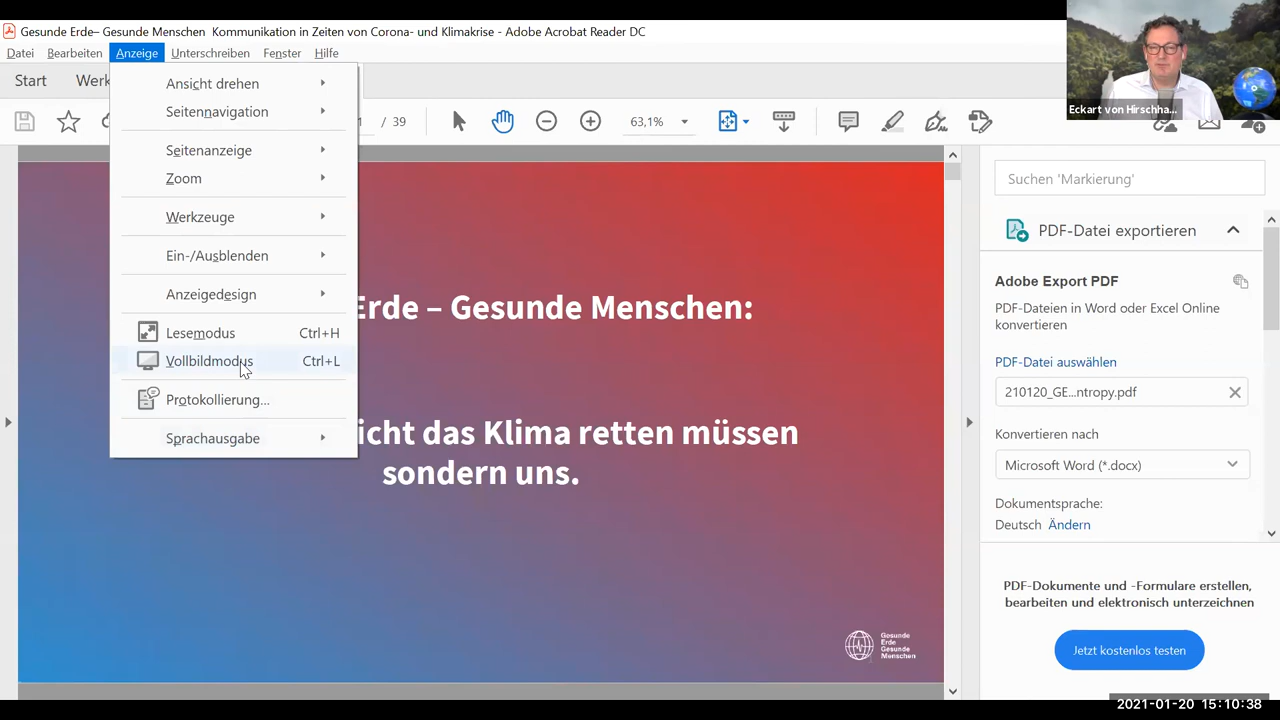 Gesunde Erde– Gesunde Menschen  Kommunikation in Zeiten von Corona- und Klimakrise - Adobe Acrobat Reader DC
Datei Bearbeiten Anzeige Unterschreiben Fenster Hilfe
Start Werk
/ 39 63,1%
Ansicht drehen
Seitennavigation
Seitenanzeige
Zoom
Werkzeuge
Ein-/Ausblenden
Anzeigedesign
Lesemodus Ctrl+H
Vollbildmodus Ctrl+L
Protokollierung...
Sprachausgabe
Erde – Gesunde Menschen:
icht das Klima retten müssen
sondern uns.
Gesunde
Erde
Gesunde
Menschen
Eckart von Hirschha...
Suchen 'Markierung'
PDF-Datei exportieren
Adobe Export PDF
PDF-Dateien in Word oder Excel Online
konvertieren
PDF-Datei auswählen
210120_GE...ntropy.pdf
Konvertieren nach
Microsoft Word (*.docx)
Dokumentsprache:
Deutsch Ändern
PDF-Dokumente und -Formulare erstellen,
bearbeiten und elektronisch unterzeichnen
Jetzt kostenlos testen
2021-01-20 15:10:38